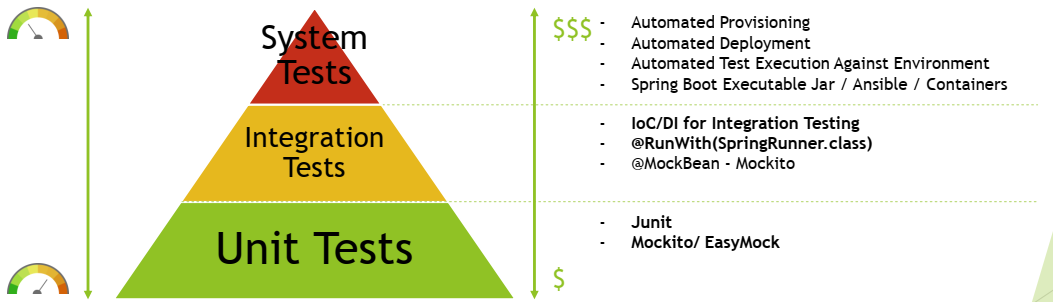 System
Tests
Integration
Tests
Unit Tests
$$$
- Automated Provisioning
- Automated Deployment
- Automated Test Execution Against Environment
- Spring Boot Executable Jar / Ansible / Containers
- IoC/DI for Integration Testing
- @RunWith(SpringRunner.class)
- @MockBean - Mockito
- Junit
- Mockito/ EasyMock
$